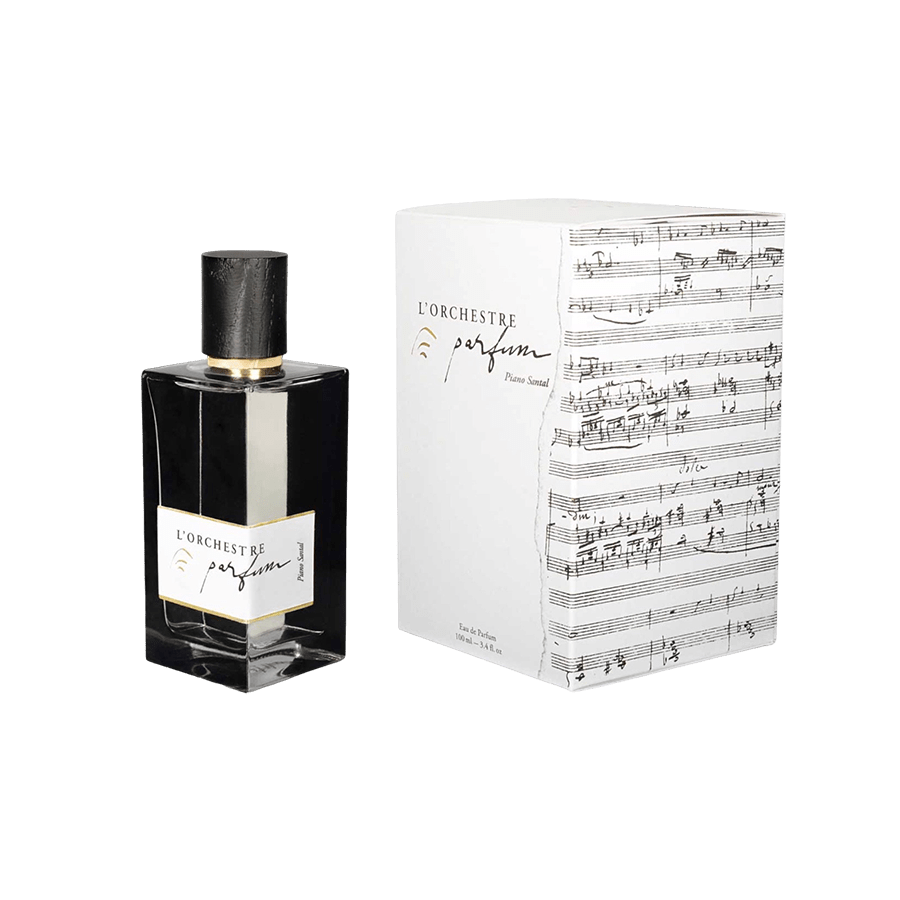 L'ORCHESTRE
parfum
Piano Santal
Eau de Parfum
100 ml – 3.4 fl. oz
L'ORCHESTRE
parfum
Piano Santal